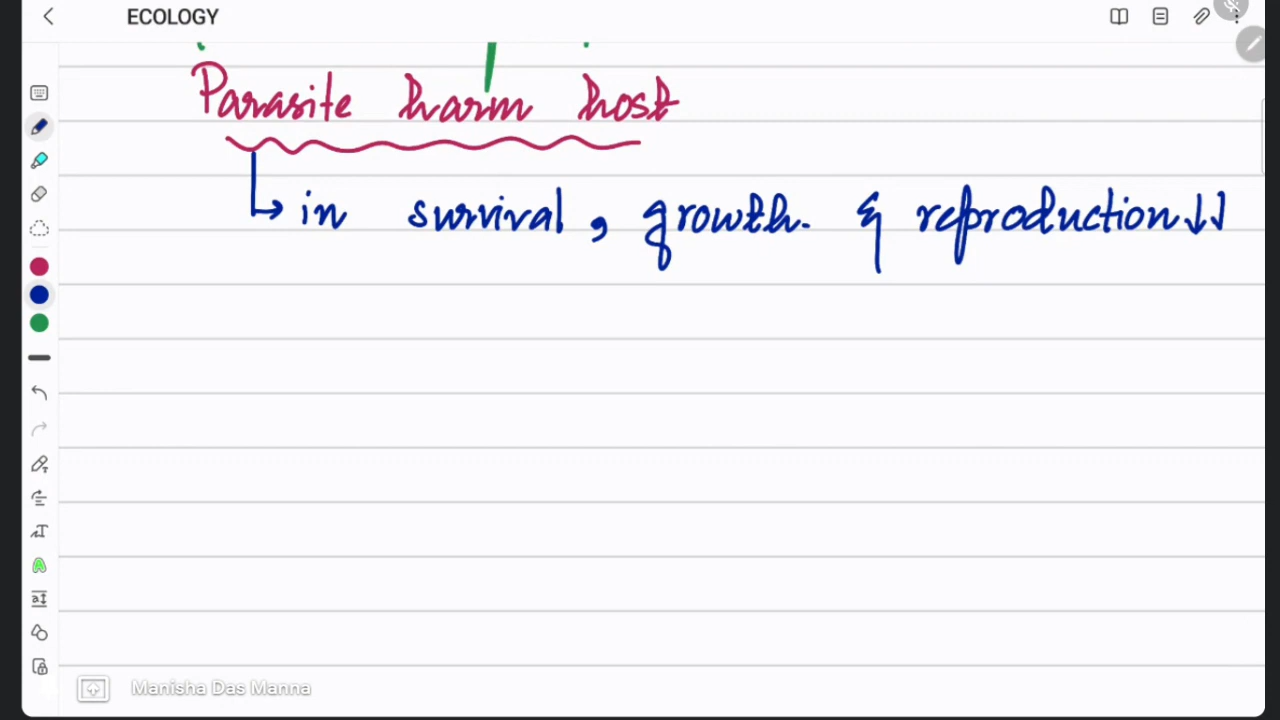 ECOLOGY
Parasite harm host
↳ in survival, growth. & reproduction↓↓
Manisha Das Manna